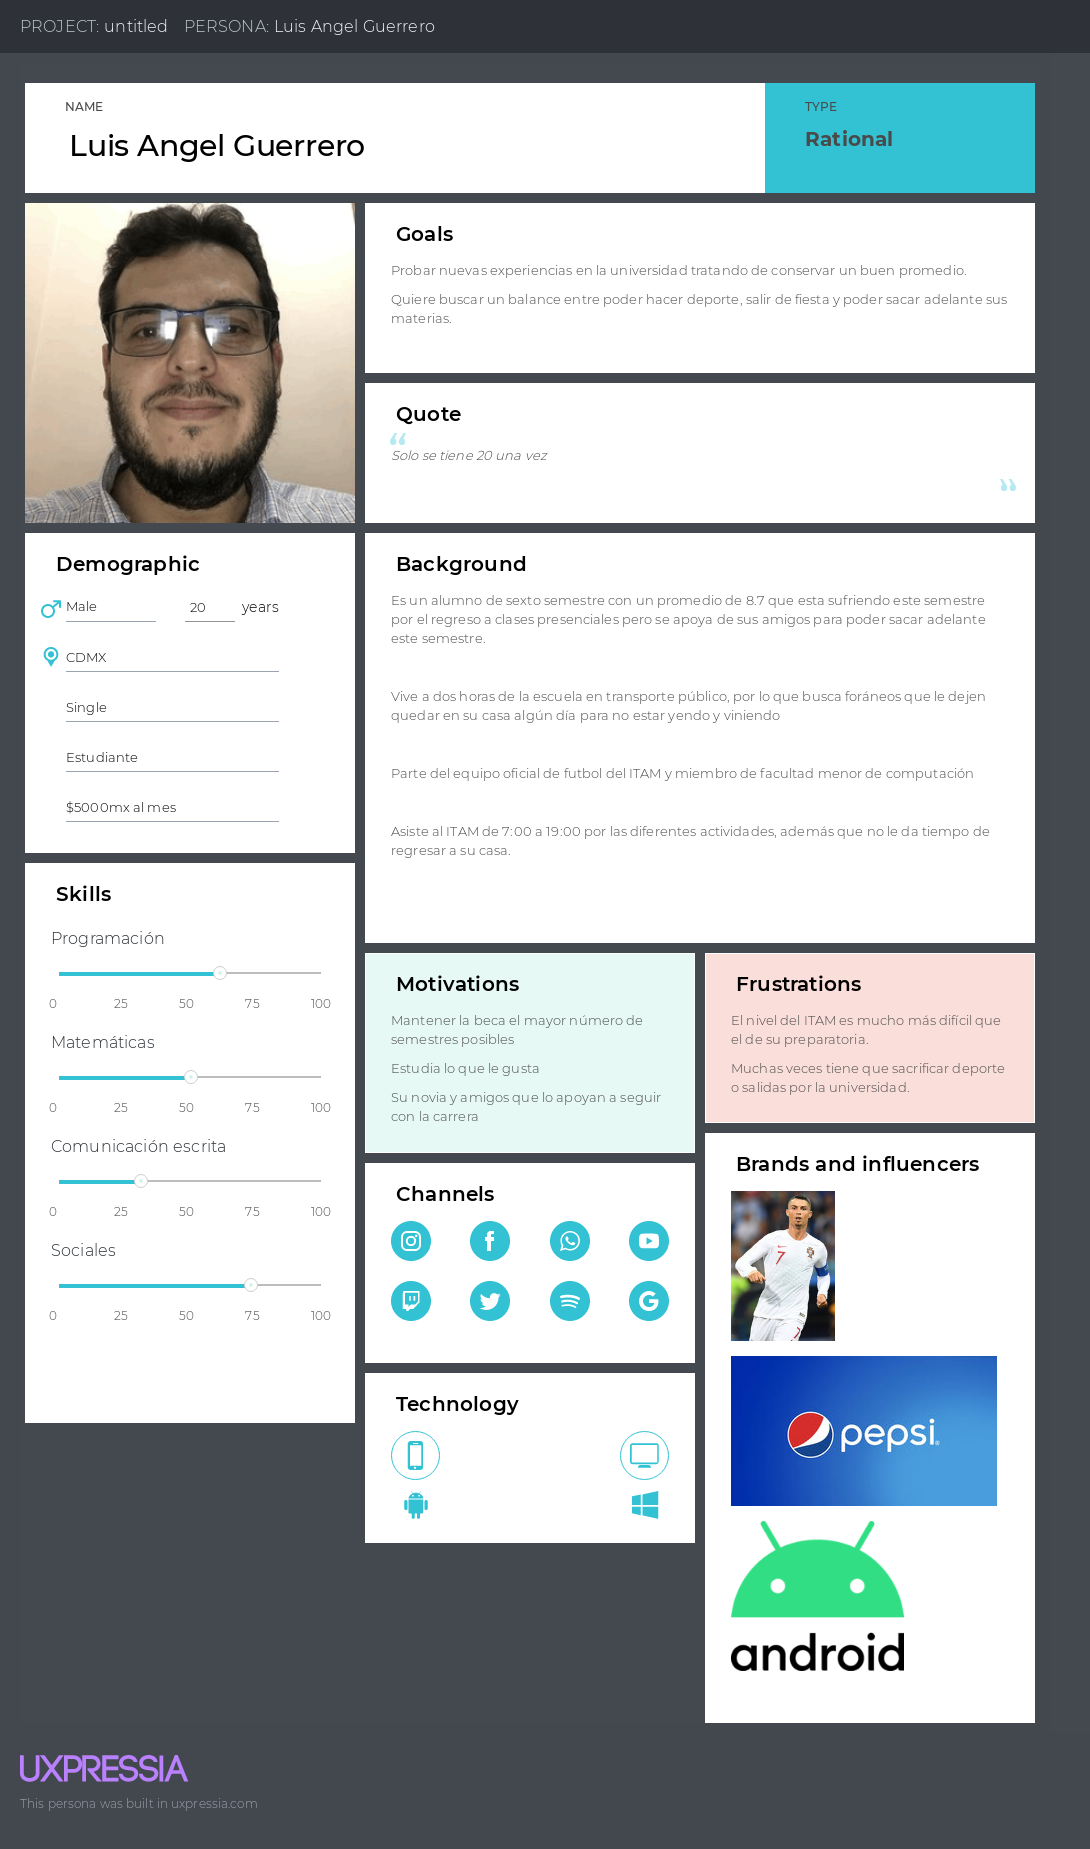 PROJECT: untitled PERSONA: Luis Angel Guerrero
NAME
Luis Angel Guerrero
TYPE
Rational
Goals
Probar nuevas experiencias en la universidad tratando de conservar un buen promedio.
Quiere buscar un balance entre poder hacer deporte, salir de fiesta y poder sacar adelante sus
materias.
Quote
“
Solo se tiene 20 una vez
”
Demographic
Male 20 years
CDMX
Single
Estudiante
$5000mx al mes
Background
Es un alumno de sexto semestre con un promedio de 8.7 que esta sufriendo este semestre
por el regreso a clases presenciales pero se apoya de sus amigos para poder sacar adelante
este semestre.
Vive a dos horas de la escuela en transporte público, por lo que busca foráneos que le dejen
quedar en su casa algún día para no estar yendo y viniendo
Parte del equipo oficial de futbol del ITAM y miembro de facultad menor de computación
Asiste al ITAM de 7:00 a 19:00 por las diferentes actividades, además que no le da tiempo de
regresar a su casa.
Skills
Programación
0 25 50 75 100
Matemáticas
0 25 50 75 100
Comunicación escrita
0 25 50 75 100
Sociales
0 25 50 75 100
Motivations
Mantener la beca el mayor número de
semestres posibles
Estudia lo que le gusta
Su novia y amigos que lo apoyan a seguir
con la carrera
Frustrations
El nivel del ITAM es mucho más difícil que
el de su preparatoria.
Muchas veces tiene que sacrificar deporte
o salidas por la universidad.
Channels
Technology
Brands and influencers
7
pepsi
android
UXPRESSIA
This persona was built in uxpressia.com